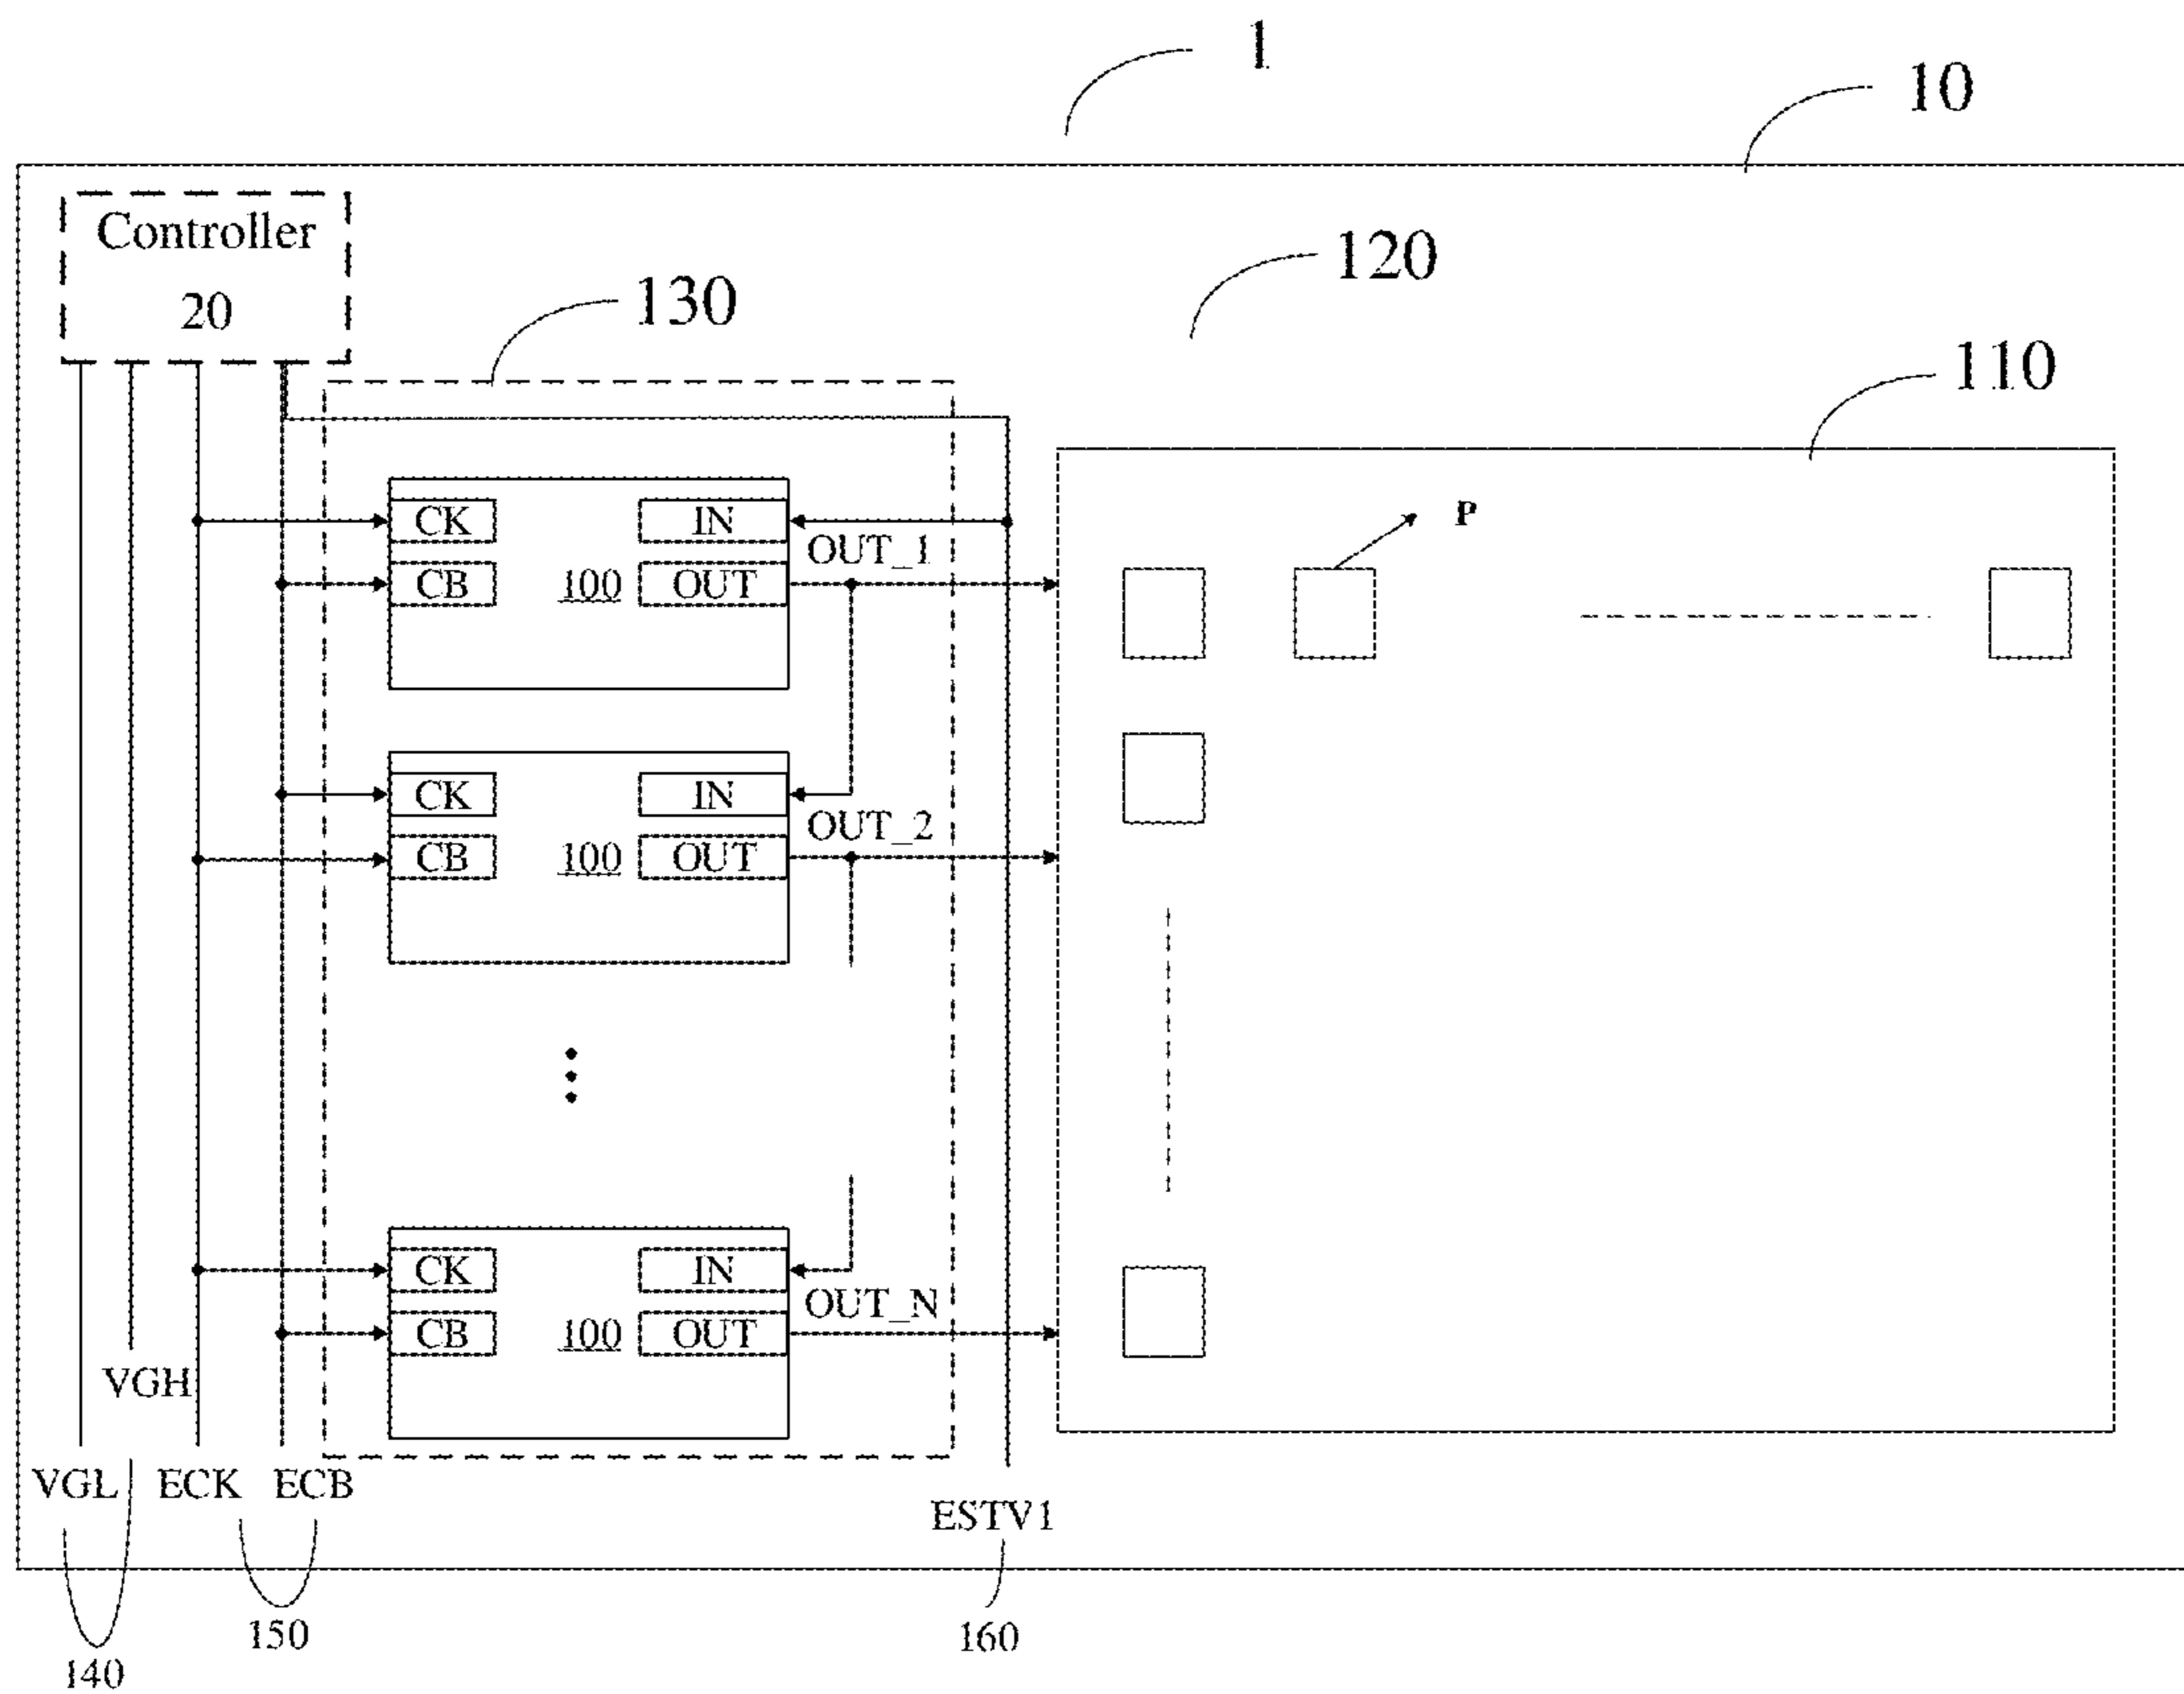 1
10
Controller
20
120
130
110
CK
IN
OUT_1
P
CB
100
OUT
CK
IN
OUT_2
CB
100
OUT
CK
IN
OUT_N
CB
100
OUT
VGH
VGL
ECK
ECB
ESTV1
150
160
140